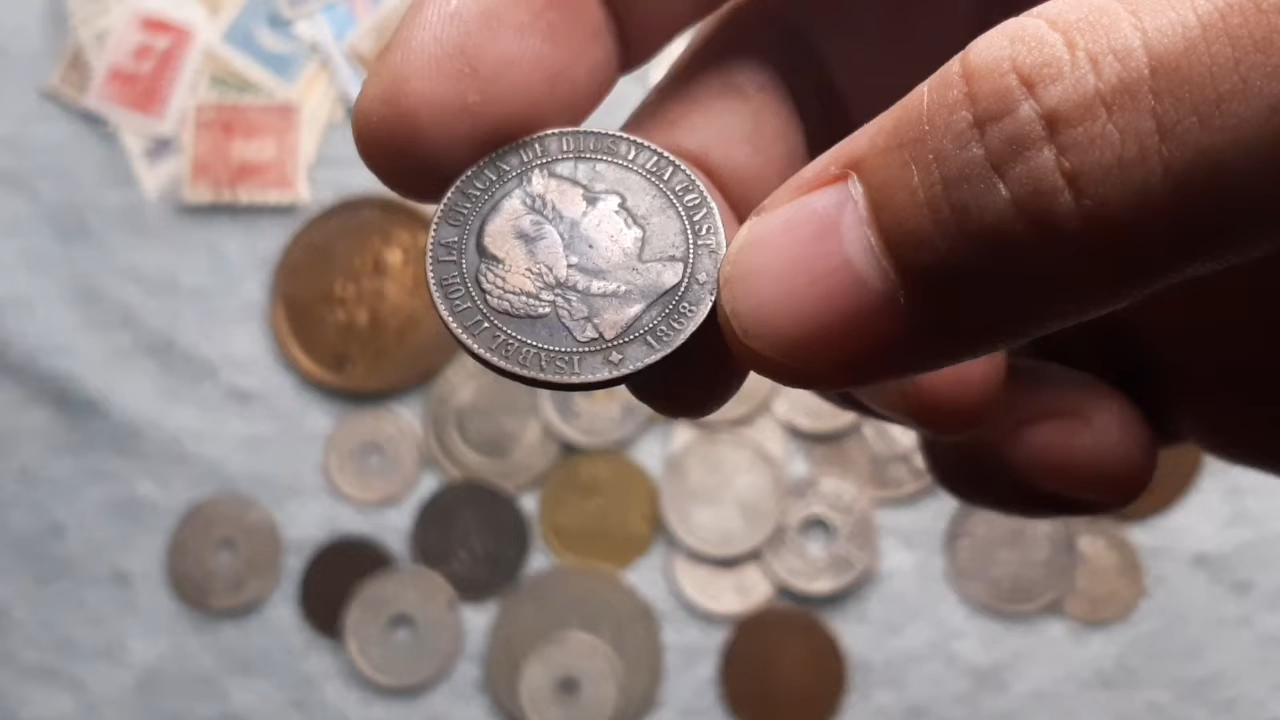 ISABEL II POR LA GRACIA DE DIOS Y LA CONST
1868